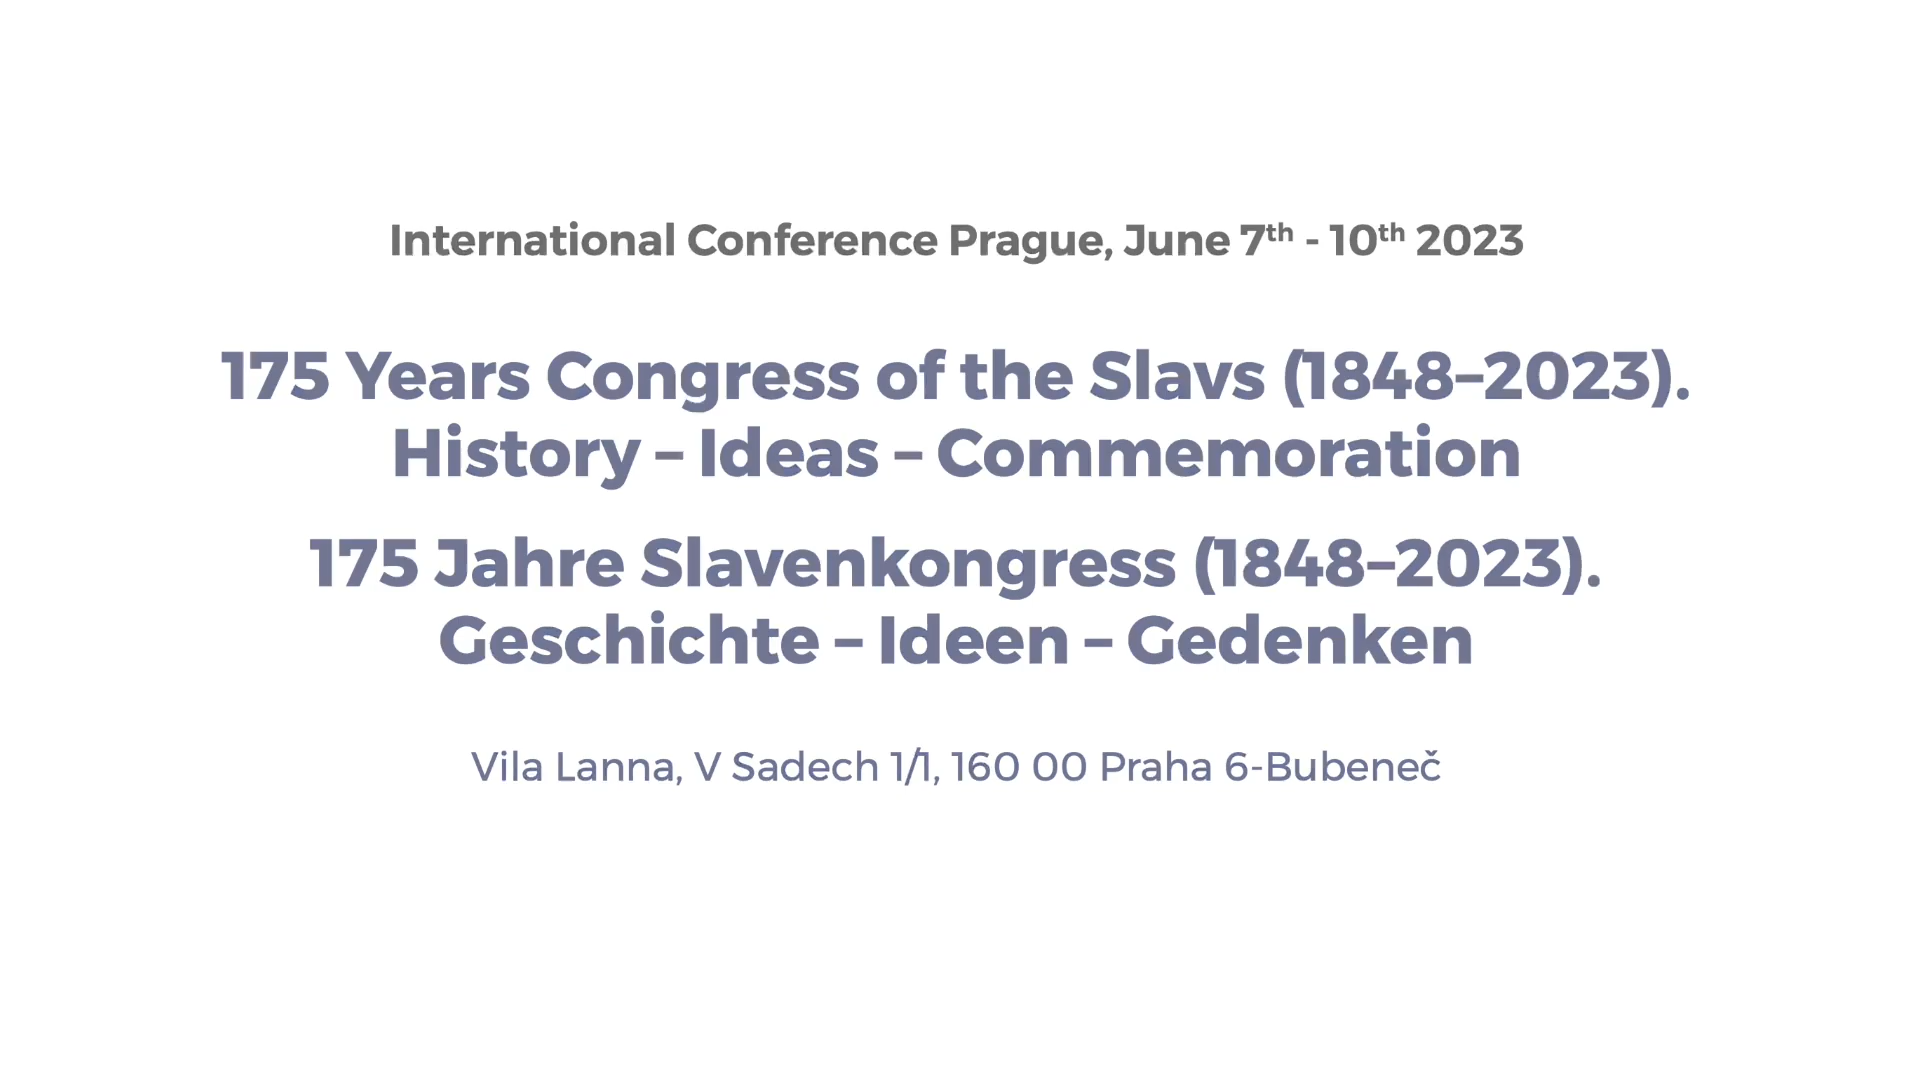 International Conference Prague, June 7th - 10th 2023
175 Years Congress of the Slavs (1848–2023).
History – Ideas – Commemoration
175 Jahre Slavenkongress (1848–2023).
Geschichte – Ideen – Gedenken
Vila Lanna, V Sadech 1/1, 160 00 Praha 6-Bubeneč